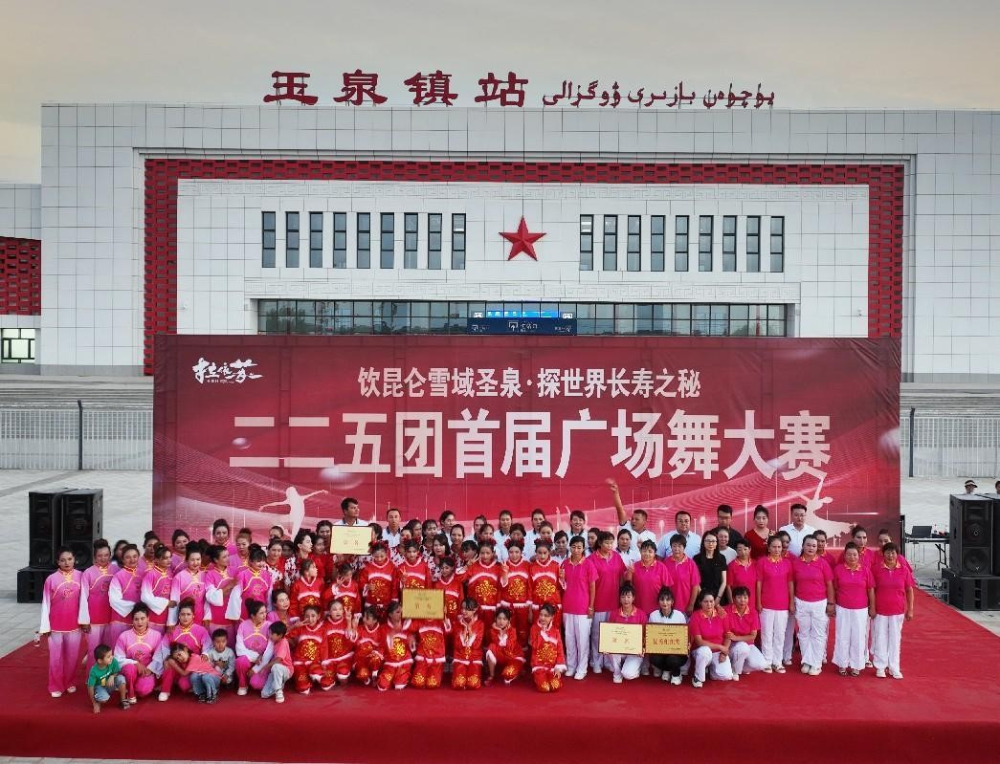 玉泉镇站 يۈچۈەن بازىرى ۋوگزالى
饮昆仑雪域圣泉·探世界长寿之秘
二二五团首届广场舞大赛